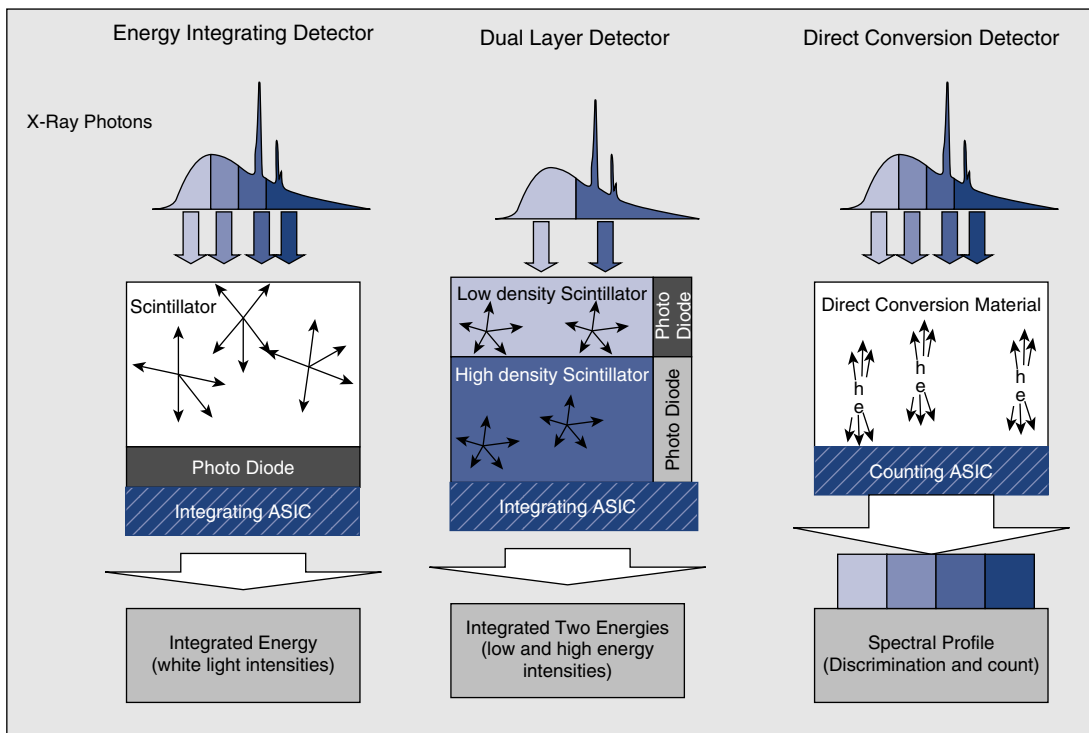 Energy Integrating Detector
Dual Layer Detector
Direct Conversion Detector
X-Ray Photons
Scintillator
Photo Diode
Integrating ASIC
Integrated Energy
(white light intensities)
Low density Scintillator
Photo
Diode
High density Scintillator
Photo Diode
Integrating ASIC
Integrated Two Energies
(low and high energy
intensities)
Direct Conversion Material
h
e
h
e
h
e
Counting ASIC
Spectral Profile
(Discrimination and count)